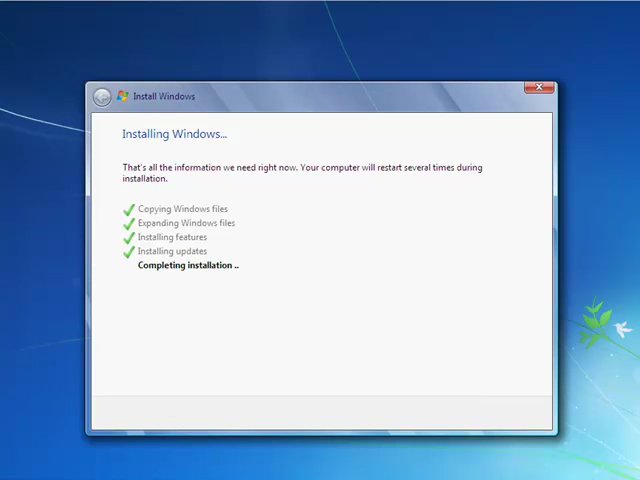 Install Windows
Installing Windows...
That's all the information we need right now. Your computer will restart several times during
installation.
Copying Windows files
Expanding Windows files
Installing features
Installing updates
Completing installation ..